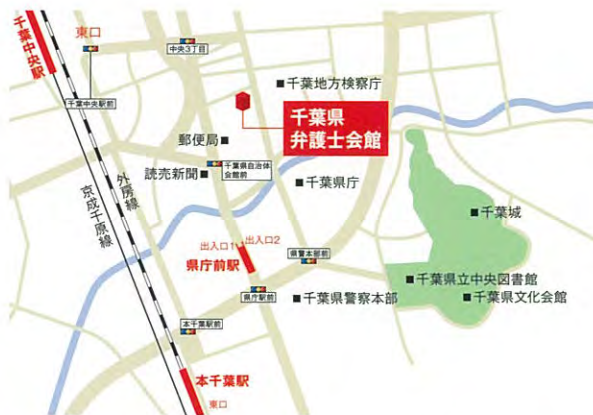 千葉中央駅
東口
千葉中央駅前
中央3丁目
千葉地方検察庁
千葉県
弁護士会館
郵便局
千葉県自治体
会館前
読売新聞
千葉県庁
外房線
京成千原線
千葉城
出入口1
出入口2
県庁前駅
県警本部前
千葉県立中央図書館
県庁駅前
千葉県警察本部
千葉県文化会館
本千葉駅前
本千葉駅
東口